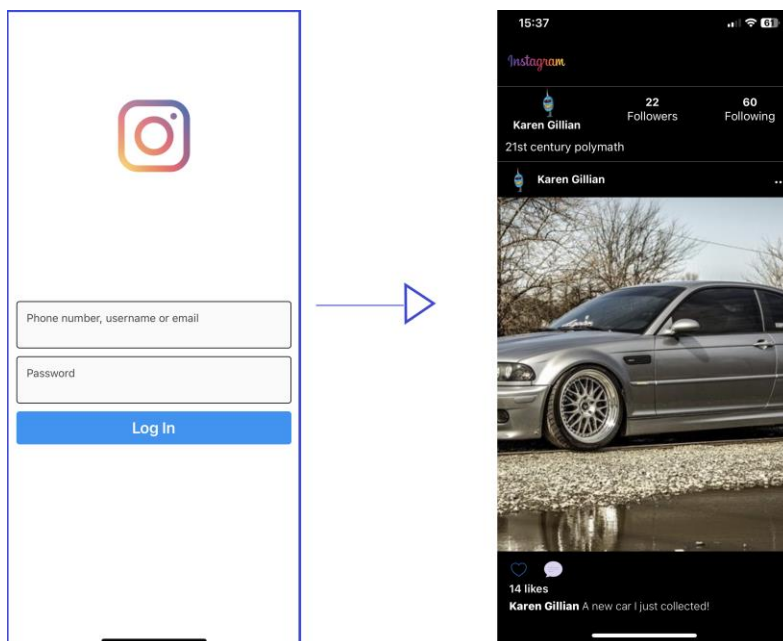 Phone number, username or email
Password
Log In
15:37
61
Instagram
Karen Gillian
22
Followers
60
Following
21st century polymath
Karen Gillian
14 likes
Karen Gillian A new car I just collected!